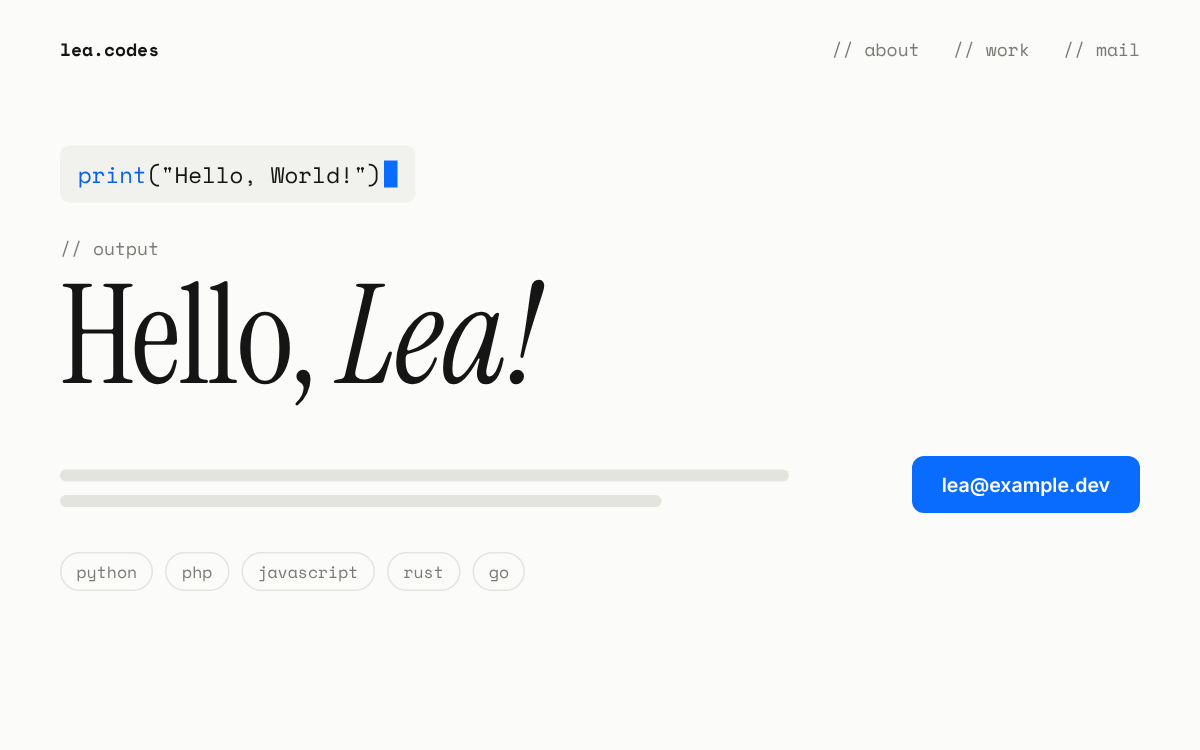 lea.codes
// about // work // mail
print("Hello, World!")
// output
Hello, Lea!
lea@example.dev
python php javascript rust go